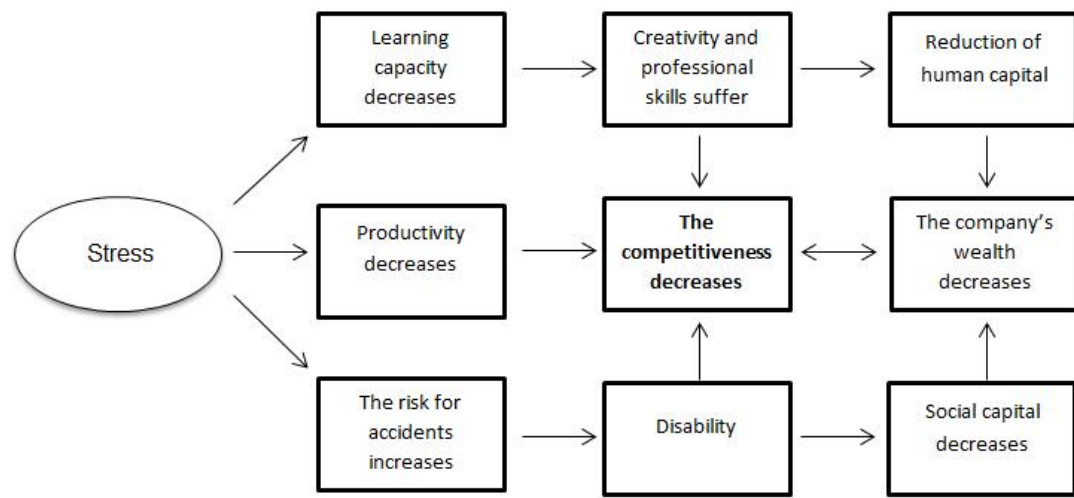 Learning
capacity
decreases
Creativity and
professional
skills suffer
Reduction of
human capital
Stress
Productivity
decreases
The
competitiveness
decreases
The company’s
wealth
decreases
The risk for
accidents
increases
Disability
Social capital
decreases